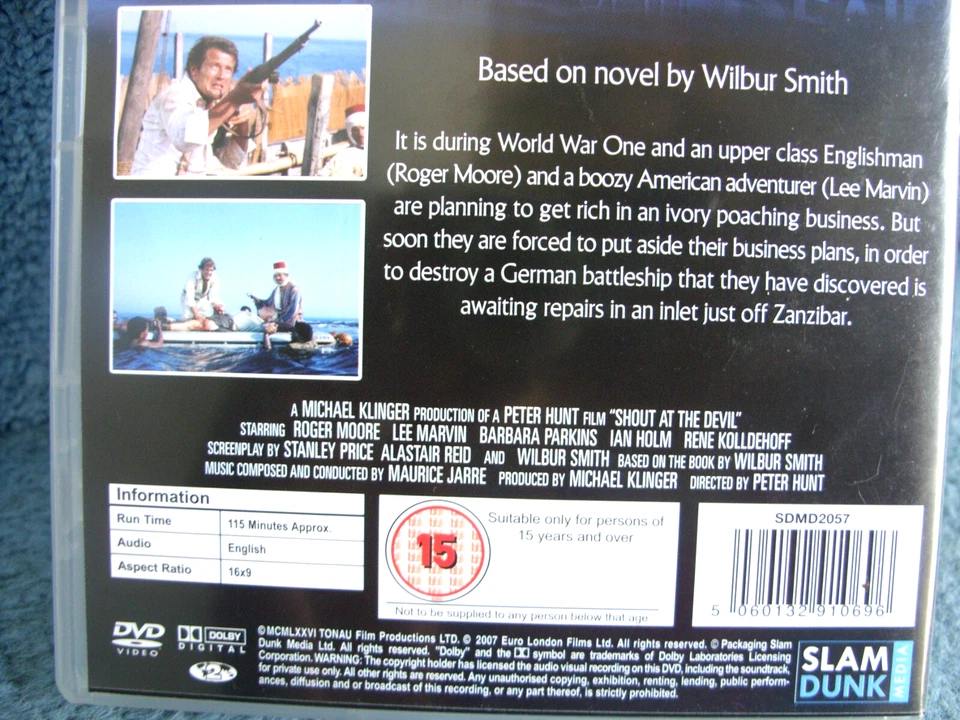 Based on novel by Wilbur Smith
It is during World War One and an upper class Englishman
(Roger Moore) and a boozy American adventurer (Lee Marvin)
are planning to get rich in an ivory poaching business. But
soon they are forced to put aside their business plans, in order
to destroy a German battleship that they have discovered is
awaiting repairs in an inlet just off Zanzibar.
A MICHAEL KLINGER PRODUCTION OF A PETER HUNT FILM "SHOUT AT THE DEVIL"
STARRING ROGER MOORE LEE MARVIN BARBARA PARKINS IAN HOLM RENE KOLLDEHOFF
SCREENPLAY BY STANLEY PRICE ALASTAIR REID AND WILBUR SMITH BASED ON THE BOOK BY WILBUR SMITH
MUSIC COMPOSED AND CONDUCTED BY MAURICE JARRE PRODUCED BY MICHAEL KLINGER DIRECTED BY PETER HUNT
Information
Run Time 115 Minutes Approx.
Audio English
Aspect Ratio 16x9
15
Suitable only for persons of
15 years and over
Not to be supplied to any person below that age
SDMD2057
5 060132 910696
DVD
VIDEO
DOLBY
DIGITAL
2
©MCMLXXVI TONAU Film Productions LTD. © 2007 Euro London Films Ltd. All rights reserved. © Packaging Slam
Dunk Media Ltd. All rights reserved. "Dolby" and the symbol are trademarks of Dolby Laboratories Licensing
Corporation. WARNING: The copyright holder has licensed the audio visual recording on this DVD, including the soundtrack,
for private use only. All other rights are reserved. Any unauthorised copying, exhibition, renting, lending, public perform-
ances, diffusion and or broadcast of this recording, or any part thereof, is strictly prohibited.
SLAM
DUNK
MEDIA